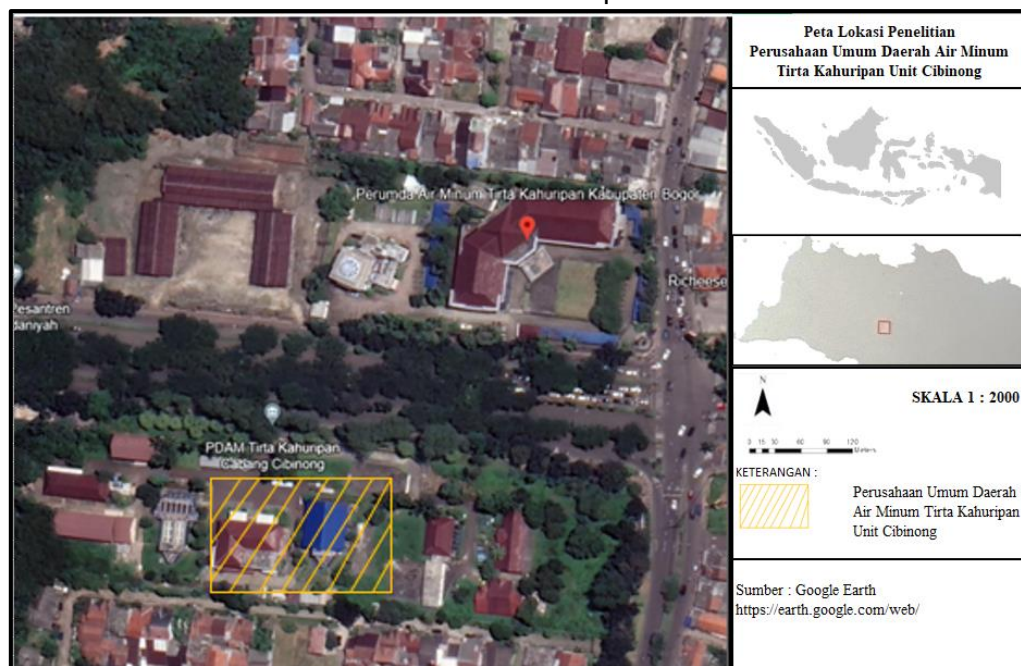 Peta Lokasi Penelitian
Perusahaan Umum Daerah Air Minum
Tirta Kahuripan Unit Cibinong
Perumda Air Minum Tirta Kahuripan Kabupaten Bogor
Richeese
Pesantren
daniyah
PDAM Tirta Kahuripan
Cabang Cibinong
N
SKALA 1 : 2000
0 15 30 60 90 120
Meters
KETERANGAN :
Perusahaan Umum Daerah
Air Minum Tirta Kahuripan
Unit Cibinong
Sumber : Google Earth
https://earth.google.com/web/